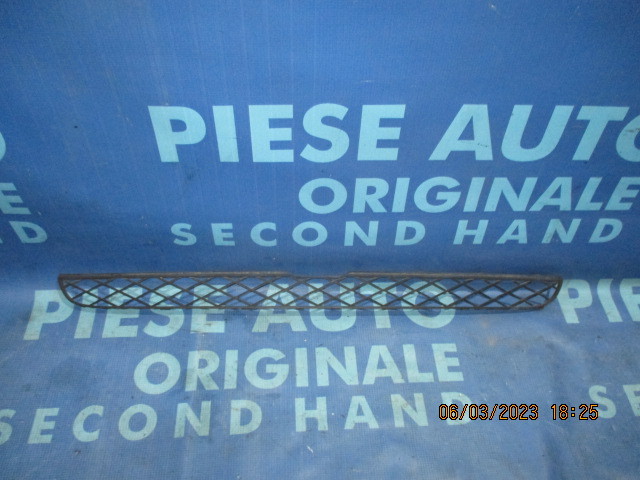 PIESE AUTO
ORIGINALE
SECOND HAND
PIESE AUTO
ORIGINALE
SECOND HAND
06/03/2023 18:25